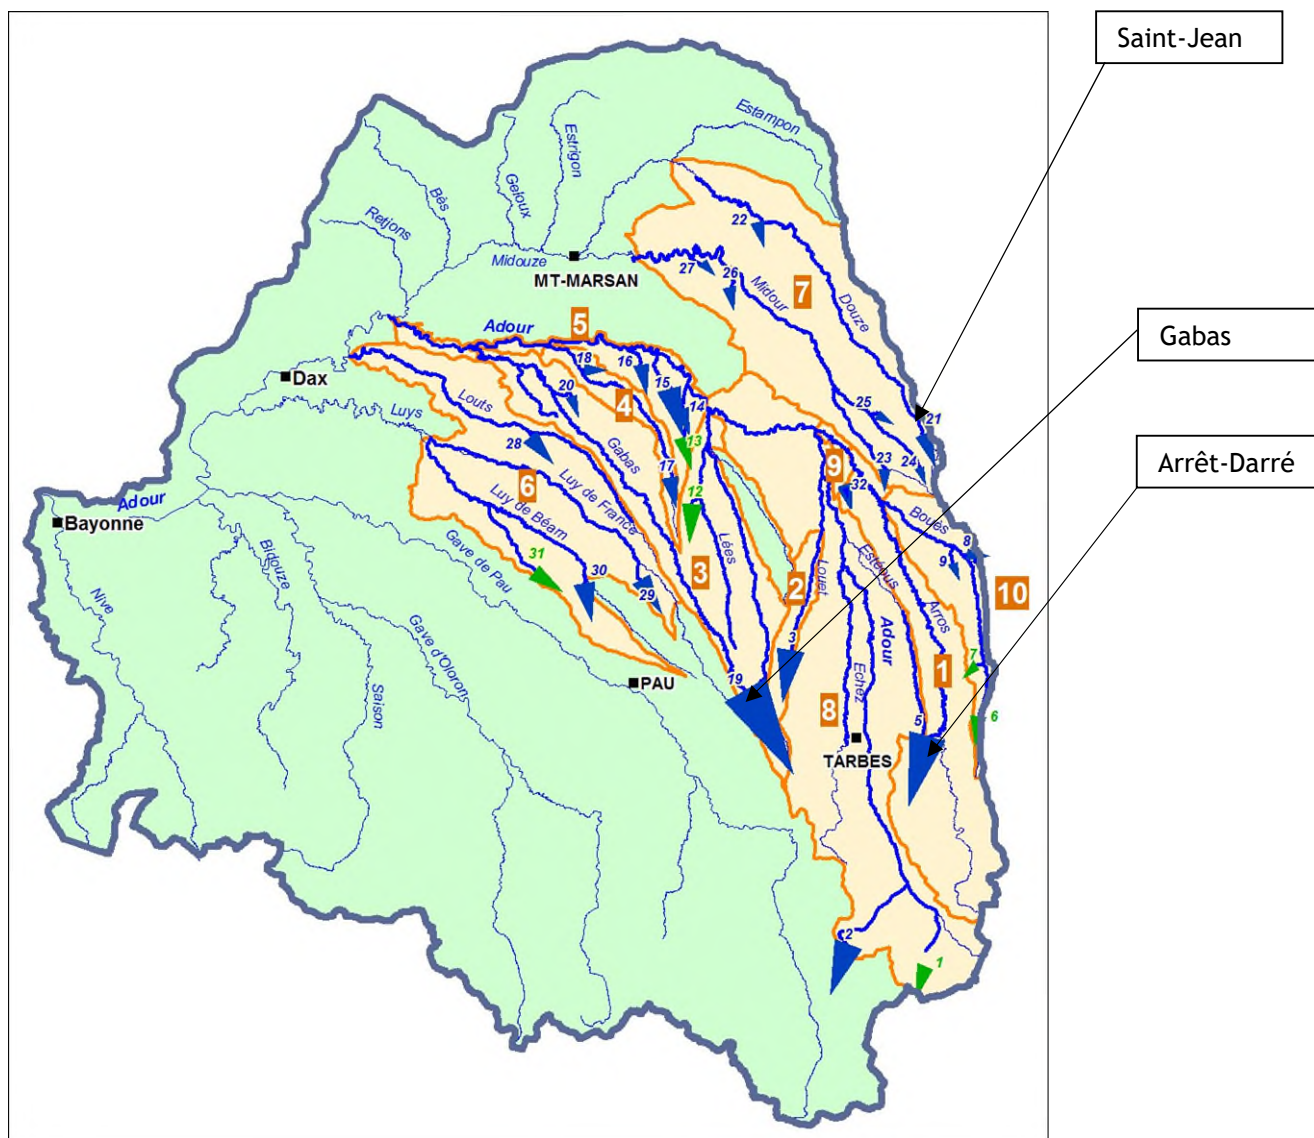 Saint-Jean
Estampon
Estrigon
Geloux
Bès
Retjons
22
Midouze
MT-MARSAN
27
26
Midour
7
Douze
Gabas
Adour
5
18
16
15
14
20
4
Dax
Louts
Luys
25
21
28
Gabas
13
17
23
24
9
32
Arrêt-Darré
6
Luy de France
12
Luy de Béarn
Adour
Bayonne
Bidouze
Gave de Pau
31
30
29
3
Lées
2
Louet
Estéous
Bouès
8
9
10
Nive
Gave d'Oloron
Saison
19
3
Echez
Adour
Arros
1
7
6
PAU
8
5
TARBES
2
1